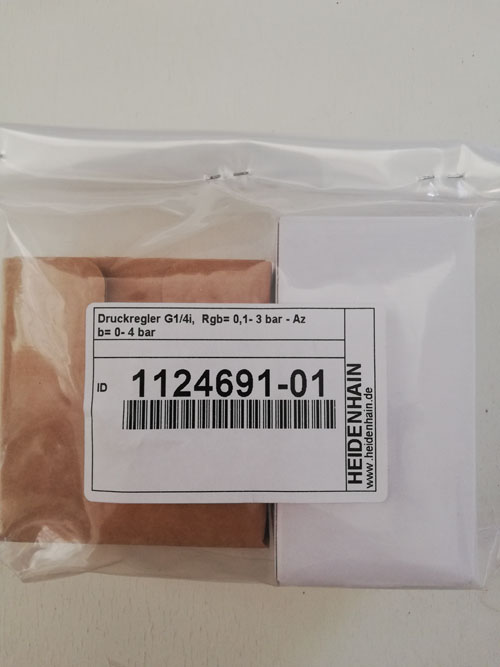 Druckregler G1/4i, Rgb= 0,1- 3 bar - Az
b= 0- 4 bar
ID 1124691-01
HEIDENHAIN
www.heidenhain.de